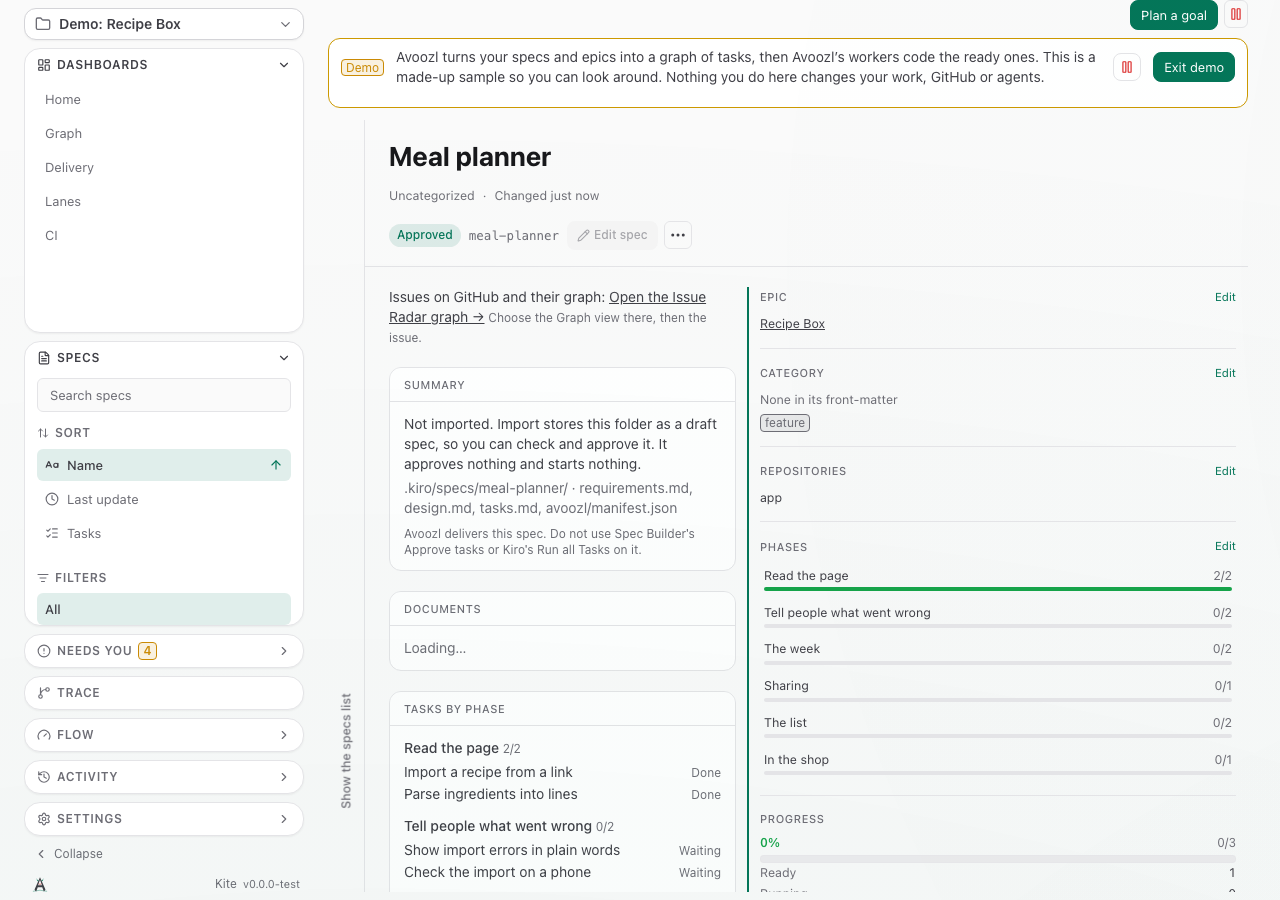 Demo: Recipe Box
DASHBOARDS
Home
Graph
Delivery
Lanes
CI
SPECS
Search specs
SORT
Name
Last update
Tasks
FILTERS
All
NEEDS YOU 4
TRACE
FLOW
ACTIVITY
SETTINGS
Collapse
Kite v0.0.0-test
Plan a goal
Demo
Avoozl turns your specs and epics into a graph of tasks, then Avoozl's workers code the ready ones. This is a
made-up sample so you can look around. Nothing you do here changes your work, GitHub or agents.
Exit demo
Show the specs list
Meal planner
Uncategorized · Changed just now
Approved meal-planner Edit spec
Issues on GitHub and their graph: Open the Issue
Radar graph → Choose the Graph view there, then the
issue.
SUMMARY
Not imported. Import stores this folder as a draft
spec, so you can check and approve it. It
approves nothing and starts nothing.
.kiro/specs/meal-planner/ · requirements.md,
design.md, tasks.md, avoozl/manifest.json
Avoozl delivers this spec. Do not use Spec Builder's
Approve tasks or Kiro's Run all Tasks on it.
DOCUMENTS
Loading…
TASKS BY PHASE
Read the page 2/2
Import a recipe from a link Done
Parse ingredients into lines Done
Tell people what went wrong 0/2
Show import errors in plain words Waiting
Check the import on a phone Waiting
EPIC Edit
Recipe Box
CATEGORY Edit
None in its front-matter
feature
REPOSITORIES Edit
app
PHASES Edit
Read the page 2/2
Tell people what went wrong 0/2
The week 0/2
Sharing 0/1
The list 0/2
In the shop 0/1
PROGRESS
0% 0/3
Ready 1